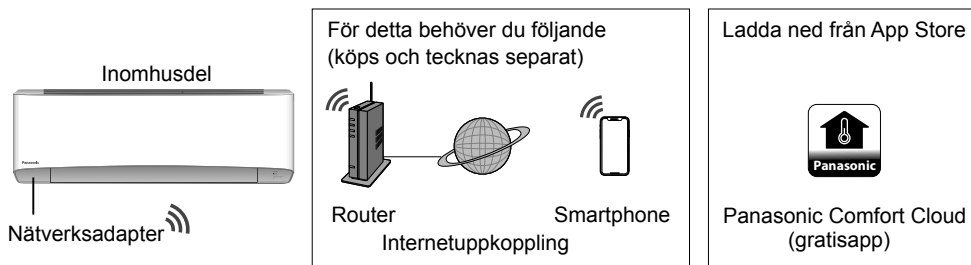 Inomhusdel
Panasonic
Nätverksadapter
För detta behöver du följande
(köps och tecknas separat)
Router
Smartphone
Internetuppkoppling
Ladda ned från App Store
Panasonic
Panasonic Comfort Cloud
(gratisapp)